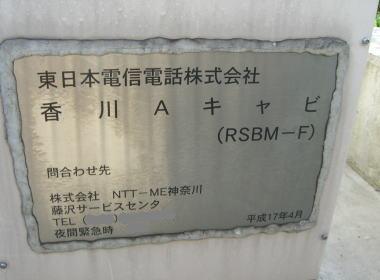 東日本電信電話株式会社
香川Aキャビ
(RSBM-F)
問合わせ先
株式会社 NTT-ME神奈川
藤沢サービスセンタ
TEL ( )
夜間緊急時
平成17年4月